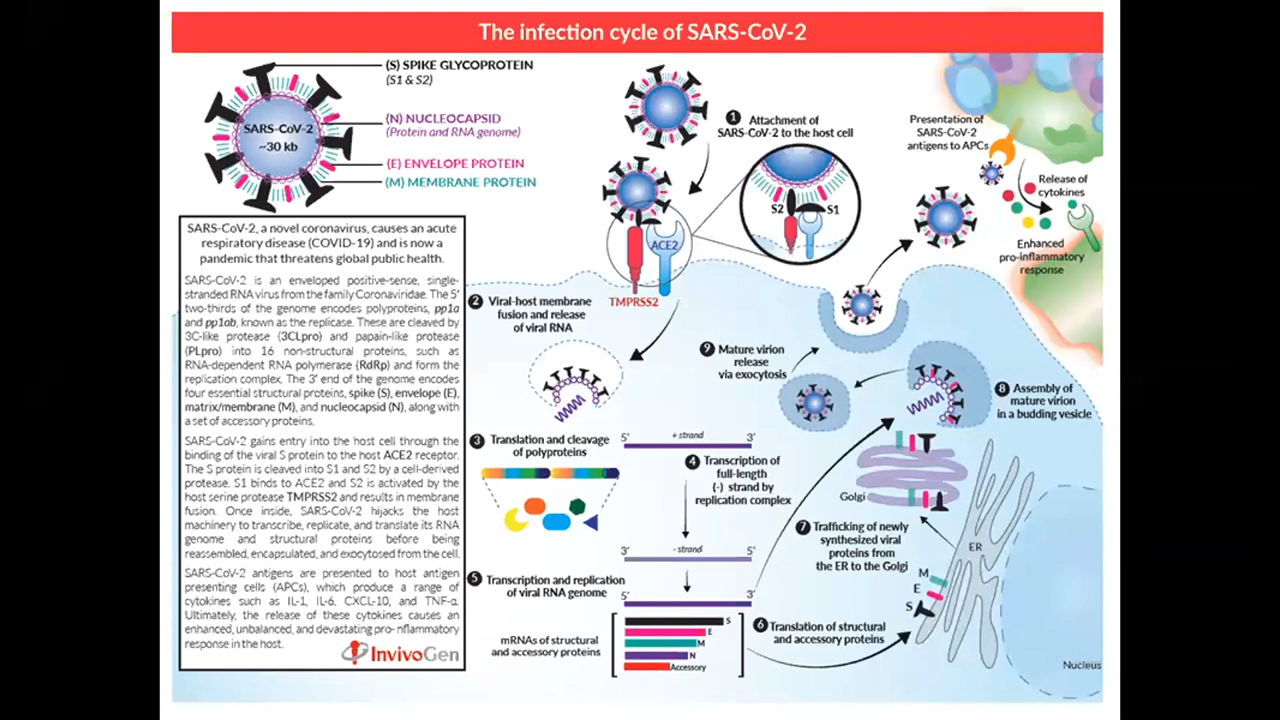 The infection cycle of SARS-CoV-2
(S) SPIKE GLYCOPROTEIN
(S1 & S2)
(N) NUCLEOCAPSID
(Protein and RNA genome)
(E) ENVELOPE PROTEIN
(M) MEMBRANE PROTEIN
SARS-CoV-2
~30 kb
SARS-CoV-2, a novel coronavirus, causes an acute
respiratory disease (COVID-19) and is now a
pandemic that threatens global public health.
SARS-CoV-2 is an enveloped positive-sense, single-
stranded RNA virus from the family Coronaviridae. The 5'
two-thirds of the genome encodes polyproteins, pp1a
and pp1ab, known as the replicase. These are cleaved by
3C-like protease (3CLpro) and papain-like protease
(PLpro) into 16 non-structural proteins, such as
RNA-dependent RNA polymerase (RdRp) and form the
replication complex. The 3' end of the genome encodes
four essential structural proteins, spike (S), envelope (E),
matrix/membrane (M), and nucleocapsid (N), along with
a set of accessory proteins.
SARS-CoV-2 gains entry into the host cell through the
binding of the viral S protein to the host ACE2 receptor.
The S protein is cleaved into S1 and S2 by a cell-derived
protease. S1 binds to ACE2 and S2 is activated by the
host serine protease TMPRSS2 and results in membrane
fusion. Once inside, SARS-CoV-2 hijacks the host
machinery to transcribe, replicate, and translate its RNA
genome and structural proteins before being
reassembled, encapsulated, and exocytosed from the cell.
SARS-CoV-2 antigens are presented to host antigen
presenting cells (APCs), which produce a range of
cytokines such as IL-1, IL-6, CXCL-10, and TNF-α.
Ultimately, the release of these cytokines causes an
enhanced, unbalanced, and devastating pro-nflammatory
response in the host.
InvivoGen
1 Attachment of
SARS-CoV-2 to the host cell
S2
S1
ACE2
TMPRSS2
2 Viral-host membrane
fusion and release
of viral RNA
3 Translation and cleavage
of polyproteins
5' + strand 3'
4 Transcription of
full-length
(-) strand by
replication complex
3' - strand 5'
5 Transcription and replication
of viral RNA genome
mRNAs of structural
and accessory proteins
S
E
M
N
Accessory
6 Translation of structural
and accessory proteins
7 Trafficking of newly
synthesized viral
proteins from
the ER to the Golgi
M
E
S
ER
Nucleus
Golgi
8 Assembly of
mature virion
in a budding vesicle
9 Mature virion
release
via exocytosis
Presentation of
SARS-CoV-2
antigens to APCs
Release of
cytokines
Enhanced
pro-inflammatory
response